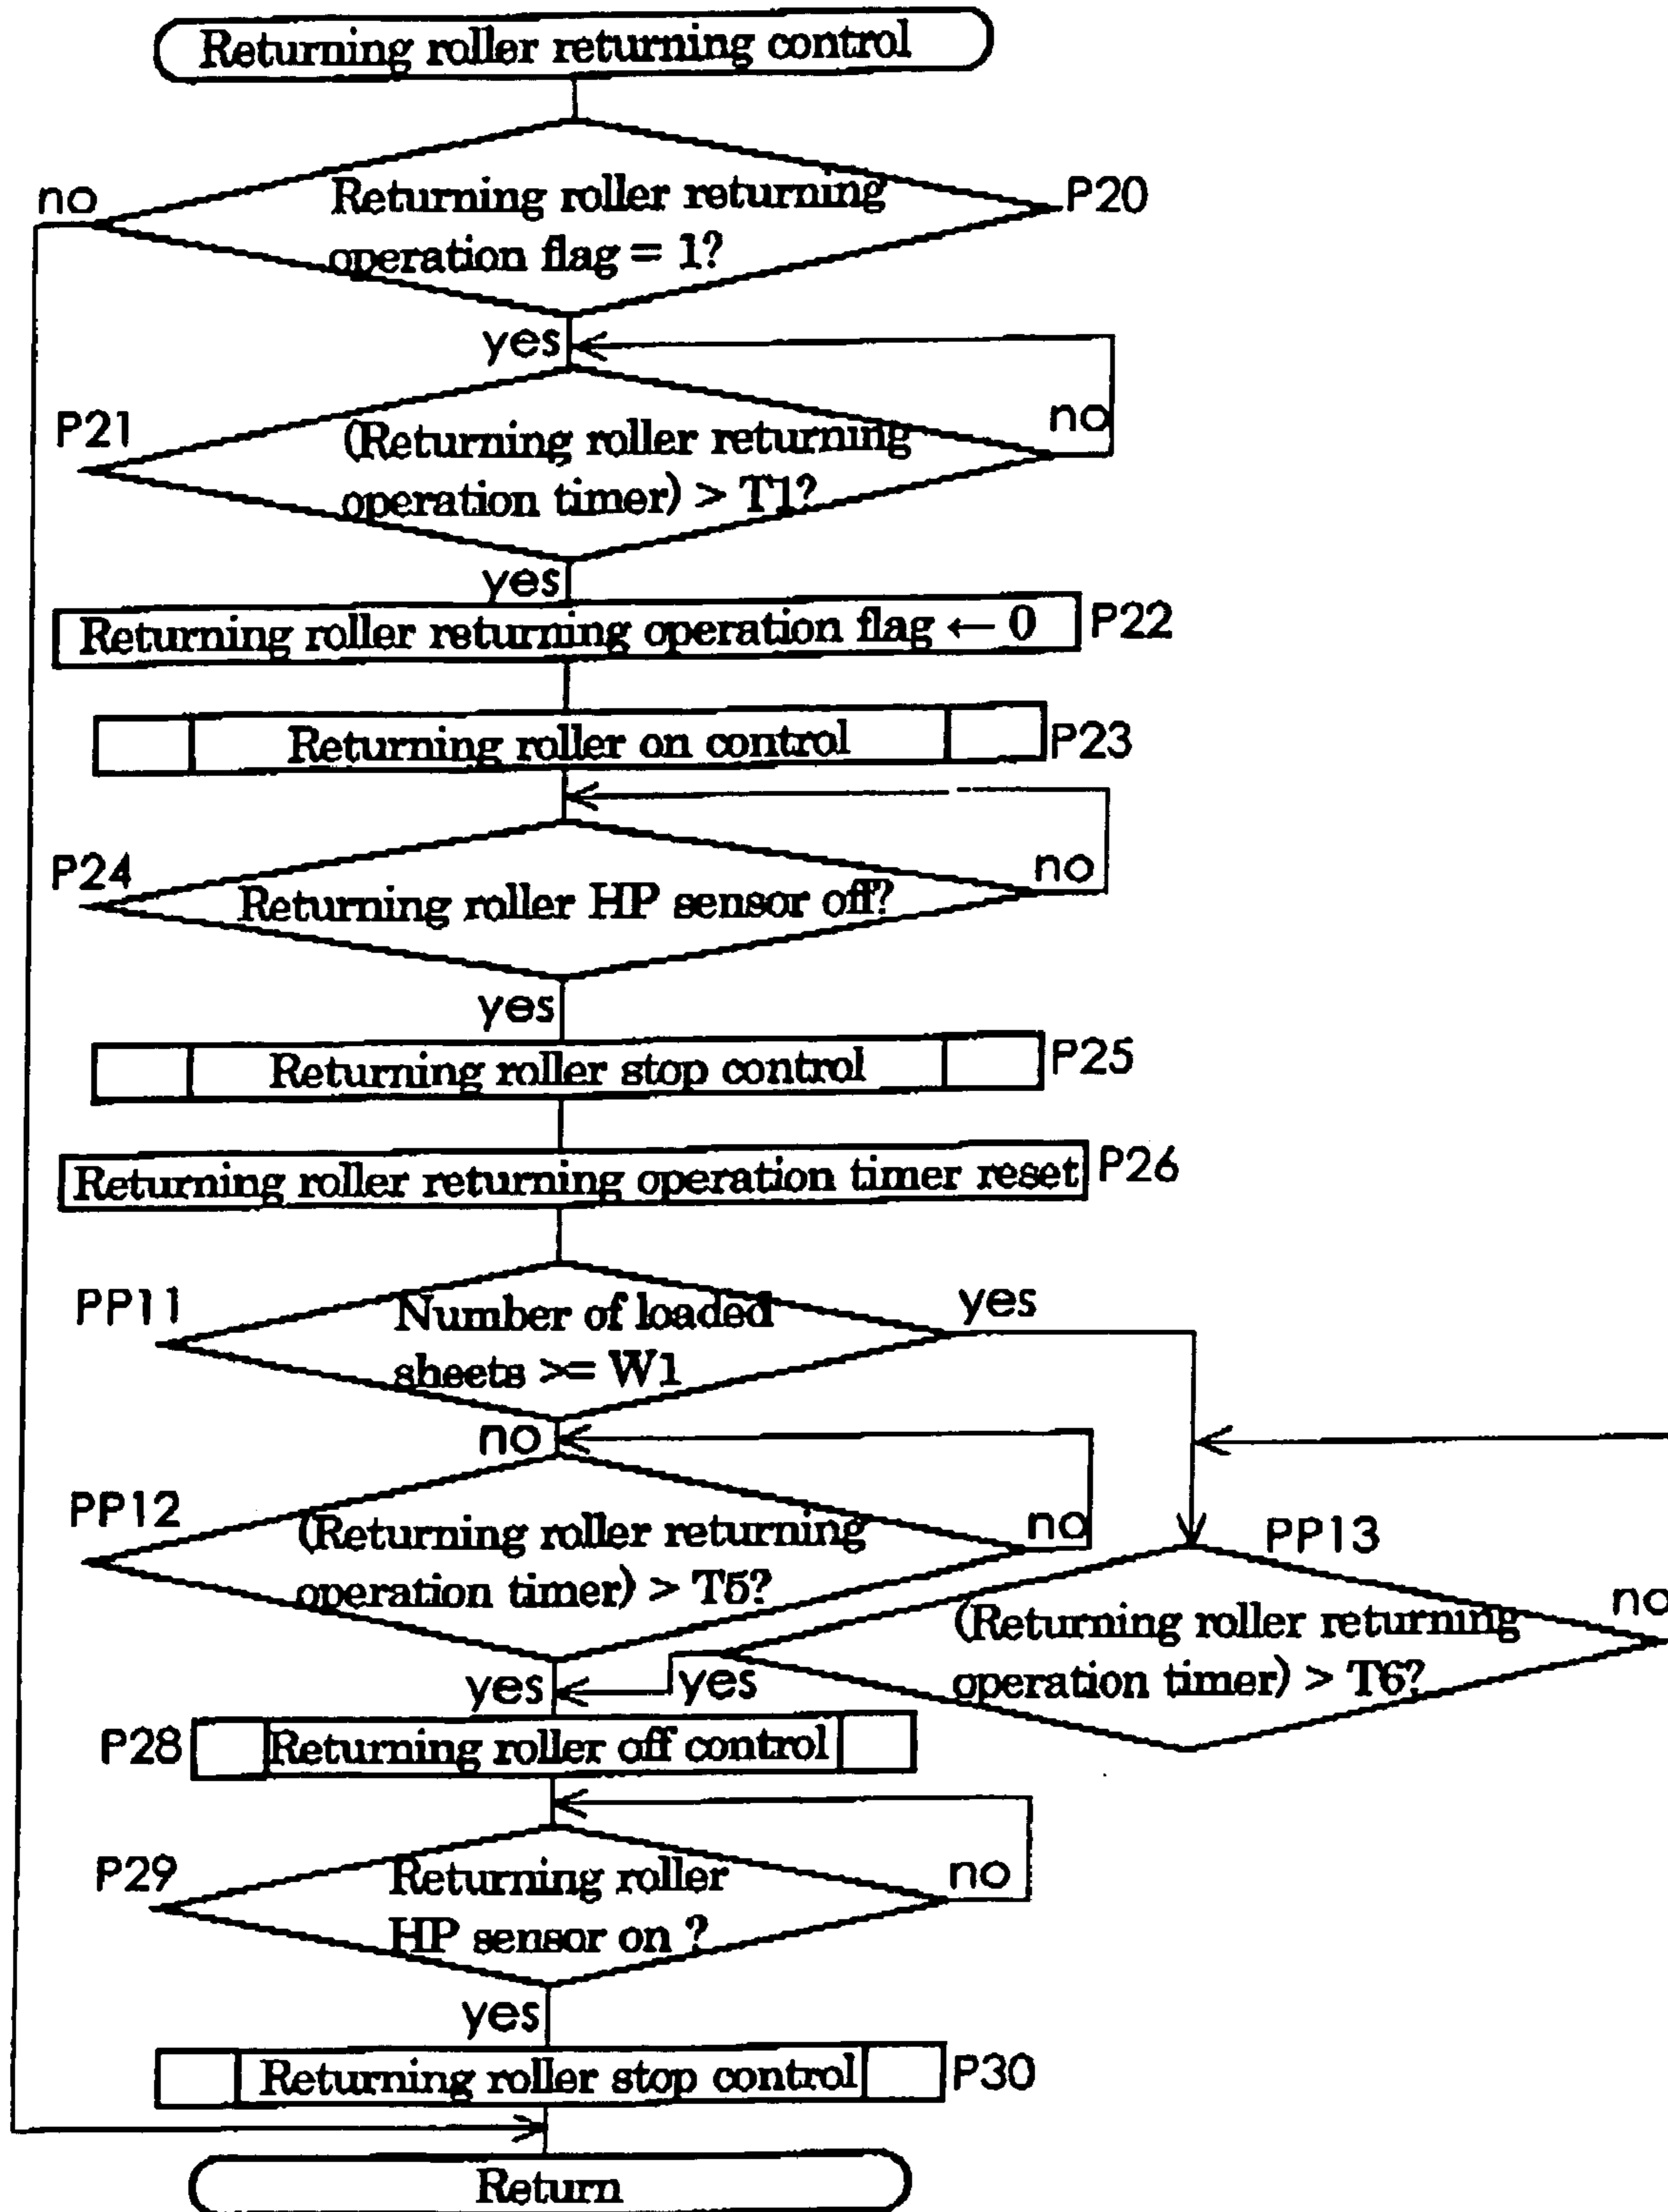 Returning roller returning control
no
Returning roller returning
operation flag = 1?
P20
yes
P21
(Returning roller returning
operation timer) > T1?
no
yes
Returning roller returning operation flag ← 0
P22
Returning roller on control
P23
P24
Returning roller HP sensor off?
no
yes
Returning roller stop control
P25
Returning roller returning operation timer reset
P26
PP11
Number of loaded
sheets >= W1
yes
no
PP12
(Returning roller returning
operation timer) > T5?
no
PP13
(Returning roller returning
operation timer) > T6?
no
yes
yes
P28
Returning roller off control
P29
Returning roller
HP sensor on ?
no
yes
Returning roller stop control
P30
Return